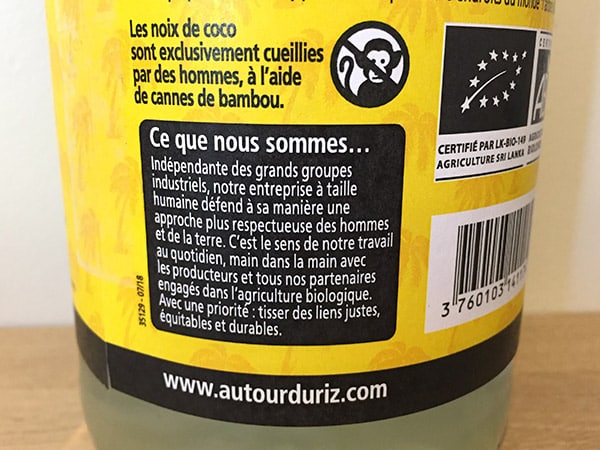 du monde
Les noix de coco
sont exclusivement cueillies
par des hommes, à l'aide
de cannes de bambou.
CERTIFIÉ PAR LK-BIO-149
AGRICULTURE SRI LANKA
Ce que nous sommes...
Indépendante des grands groupes
industriels, notre entreprise à taille
humaine défend à sa manière une
approche plus respectueuse des hommes
et de la terre. C'est le sens de notre travail
au quotidien, main dans la main avec
les producteurs et tous nos partenaires
engagés dans l'agriculture biologique.
Avec une priorité : tisser des liens justes,
équitables et durables.
35129 - 07/18
3 760103
www.autourduriz.com